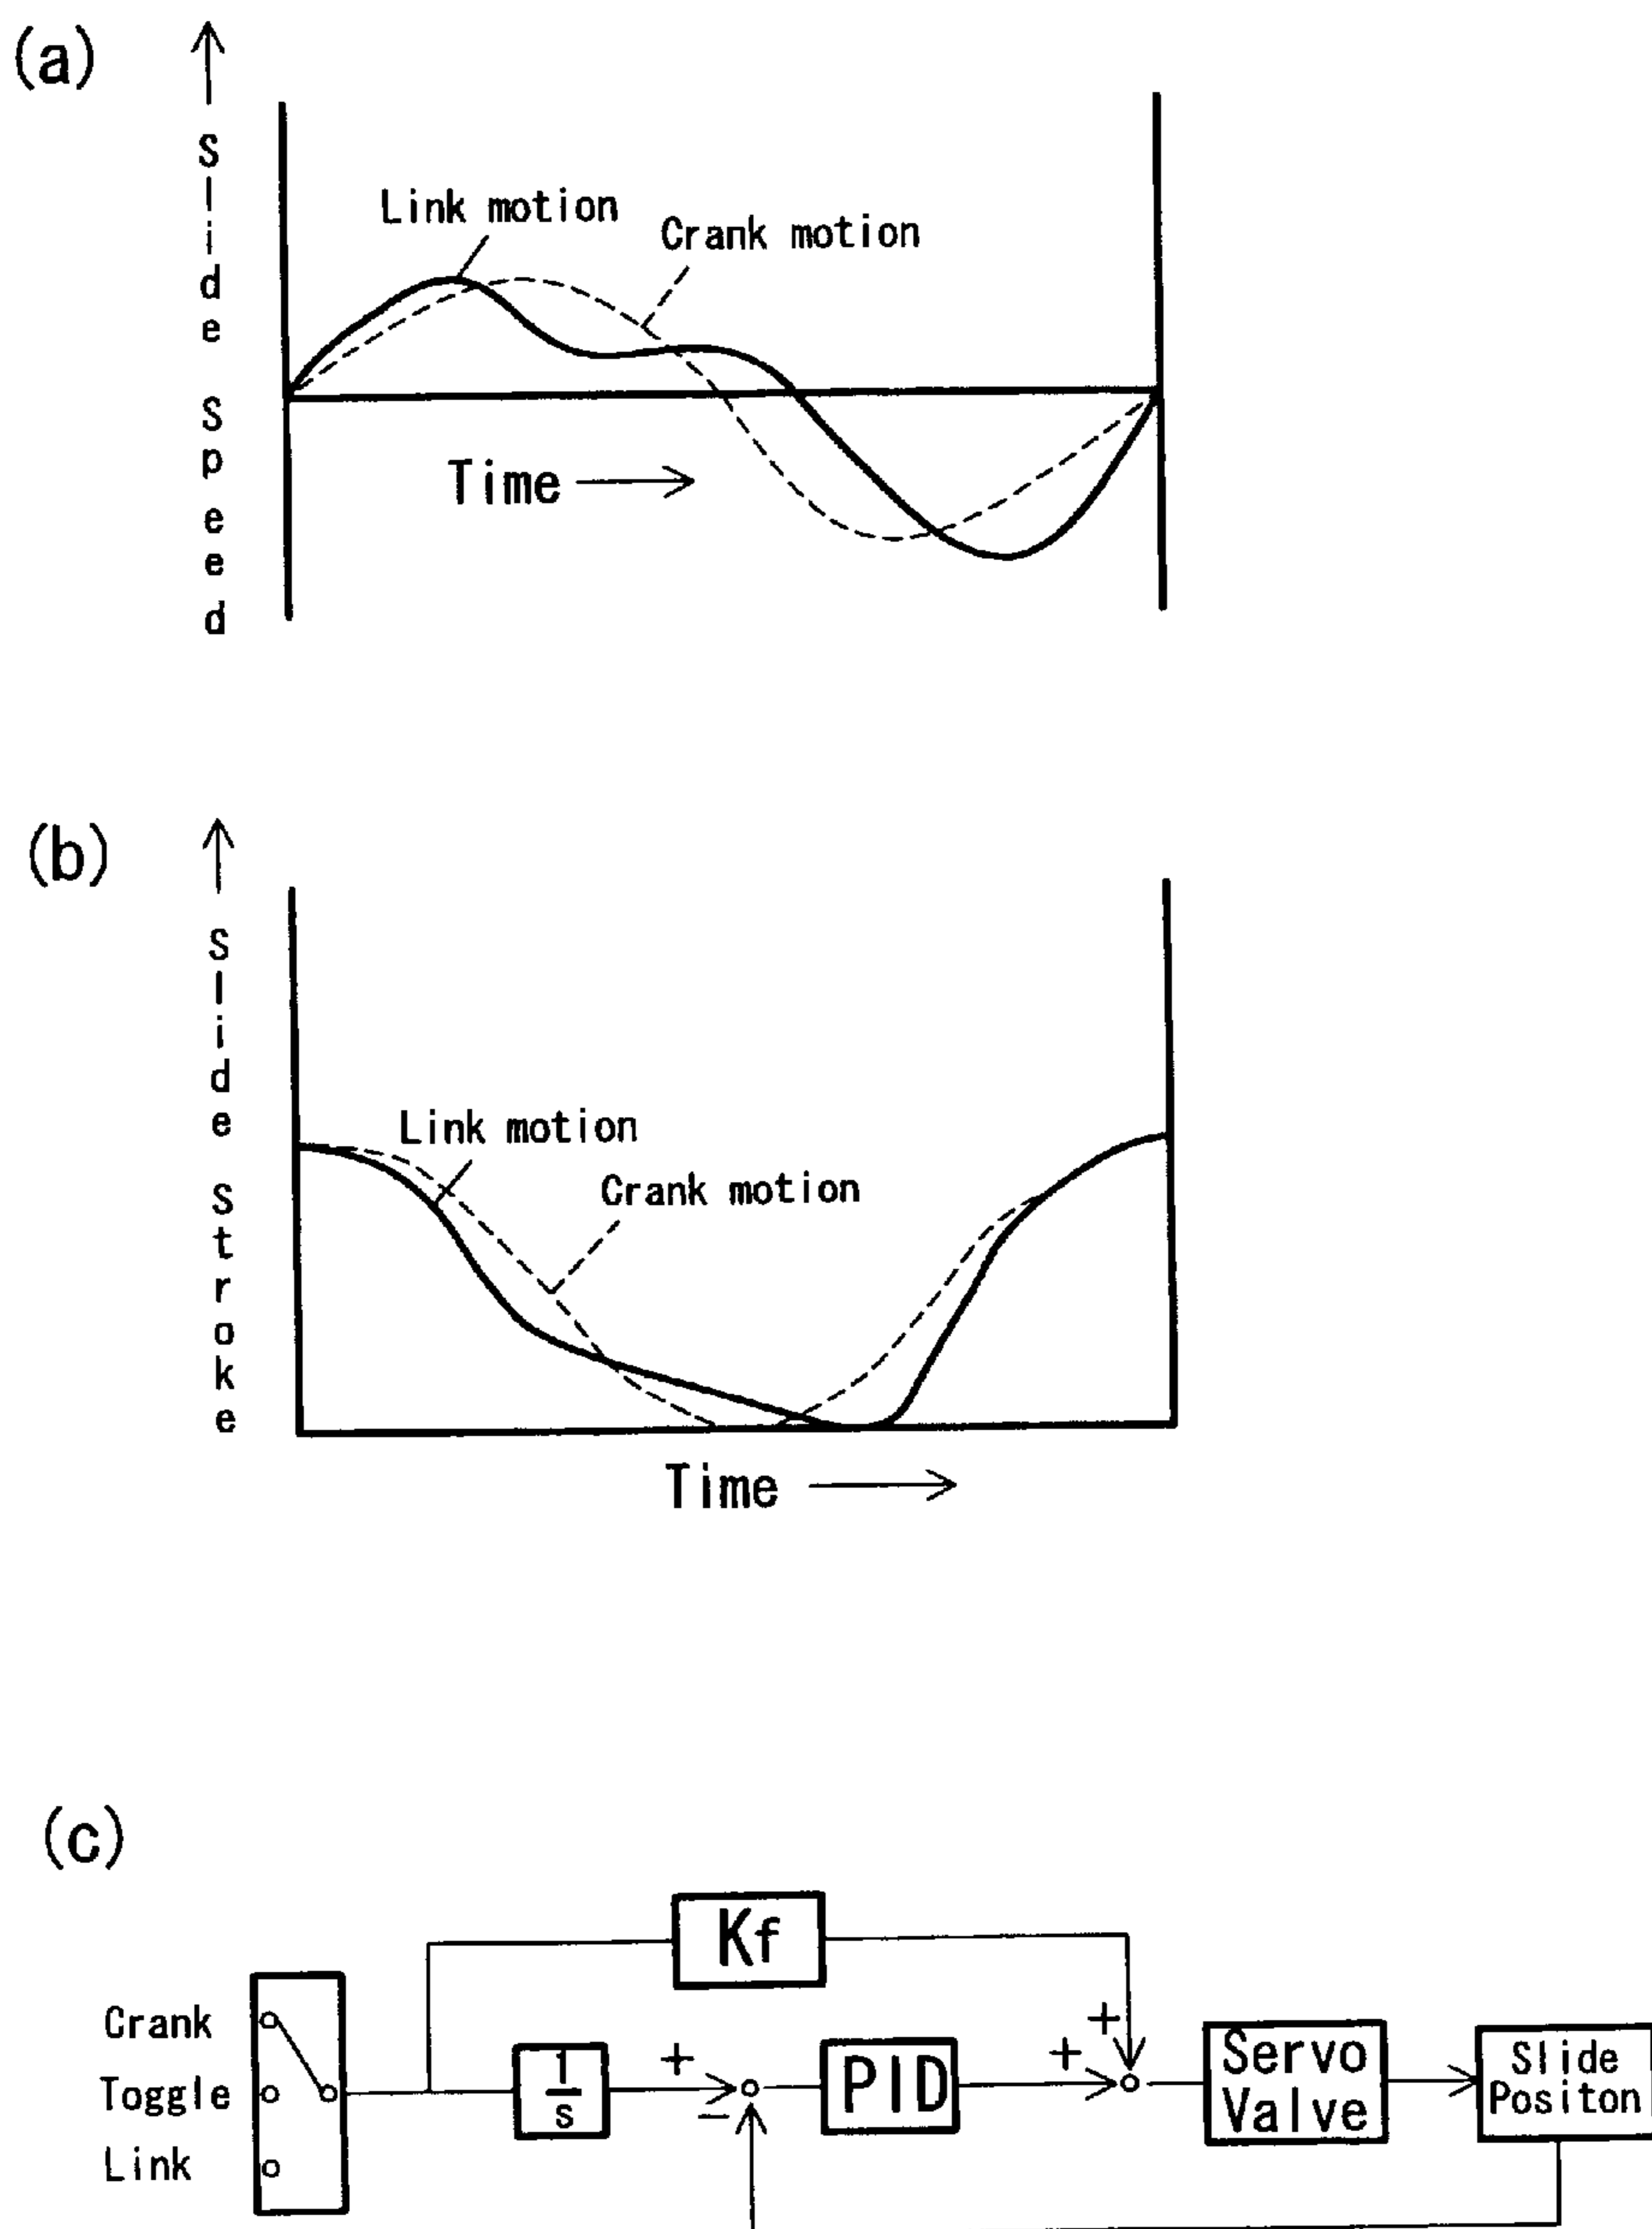 (a)
Slide speed
Link motion
Crank motion
Time
(b)
Slide stroke
Link motion
Crank motion
Time
(c)
Kf
Crank
Toggle
Link
1
s
+
−
PID
+
+
Servo
Valve
Slide
Positon